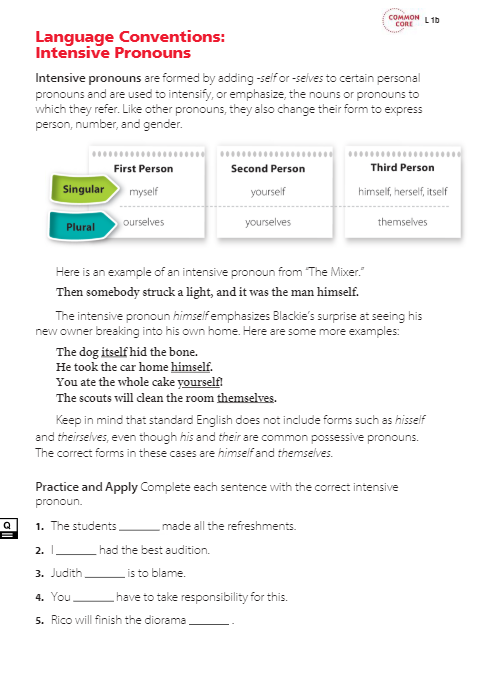 COMMON
CORE
L 1b
Language Conventions:
Intensive Pronouns
Intensive pronouns are formed by adding -self or -selves to certain personal
pronouns and are used to intensify, or emphasize, the nouns or pronouns to
which they refer. Like other pronouns, they also change their form to express
person, number, and gender.
First Person Second Person Third Person
Singular myself yourself himself, herself, itself
Plural ourselves yourselves themselves
Here is an example of an intensive pronoun from "The Mixer."
Then somebody struck a light, and it was the man himself.
The intensive pronoun himself emphasizes Blackie's surprise at seeing his
new owner breaking into his own home. Here are some more examples:
The dog itself hid the bone.
He took the car home himself.
You ate the whole cake yourself!
The scouts will clean the room themselves.
Keep in mind that standard English does not include forms such as hisself
and theirselves, even though his and their are common possessive pronouns.
The correct forms in these cases are himself and themselves.
Practice and Apply Complete each sentence with the correct intensive
pronoun.
Q
1. The students _______ made all the refreshments.
2. I _______ had the best audition.
3. Judith _______ is to blame.
4. You _______ have to take responsibility for this.
5. Rico will finish the diorama _______ .